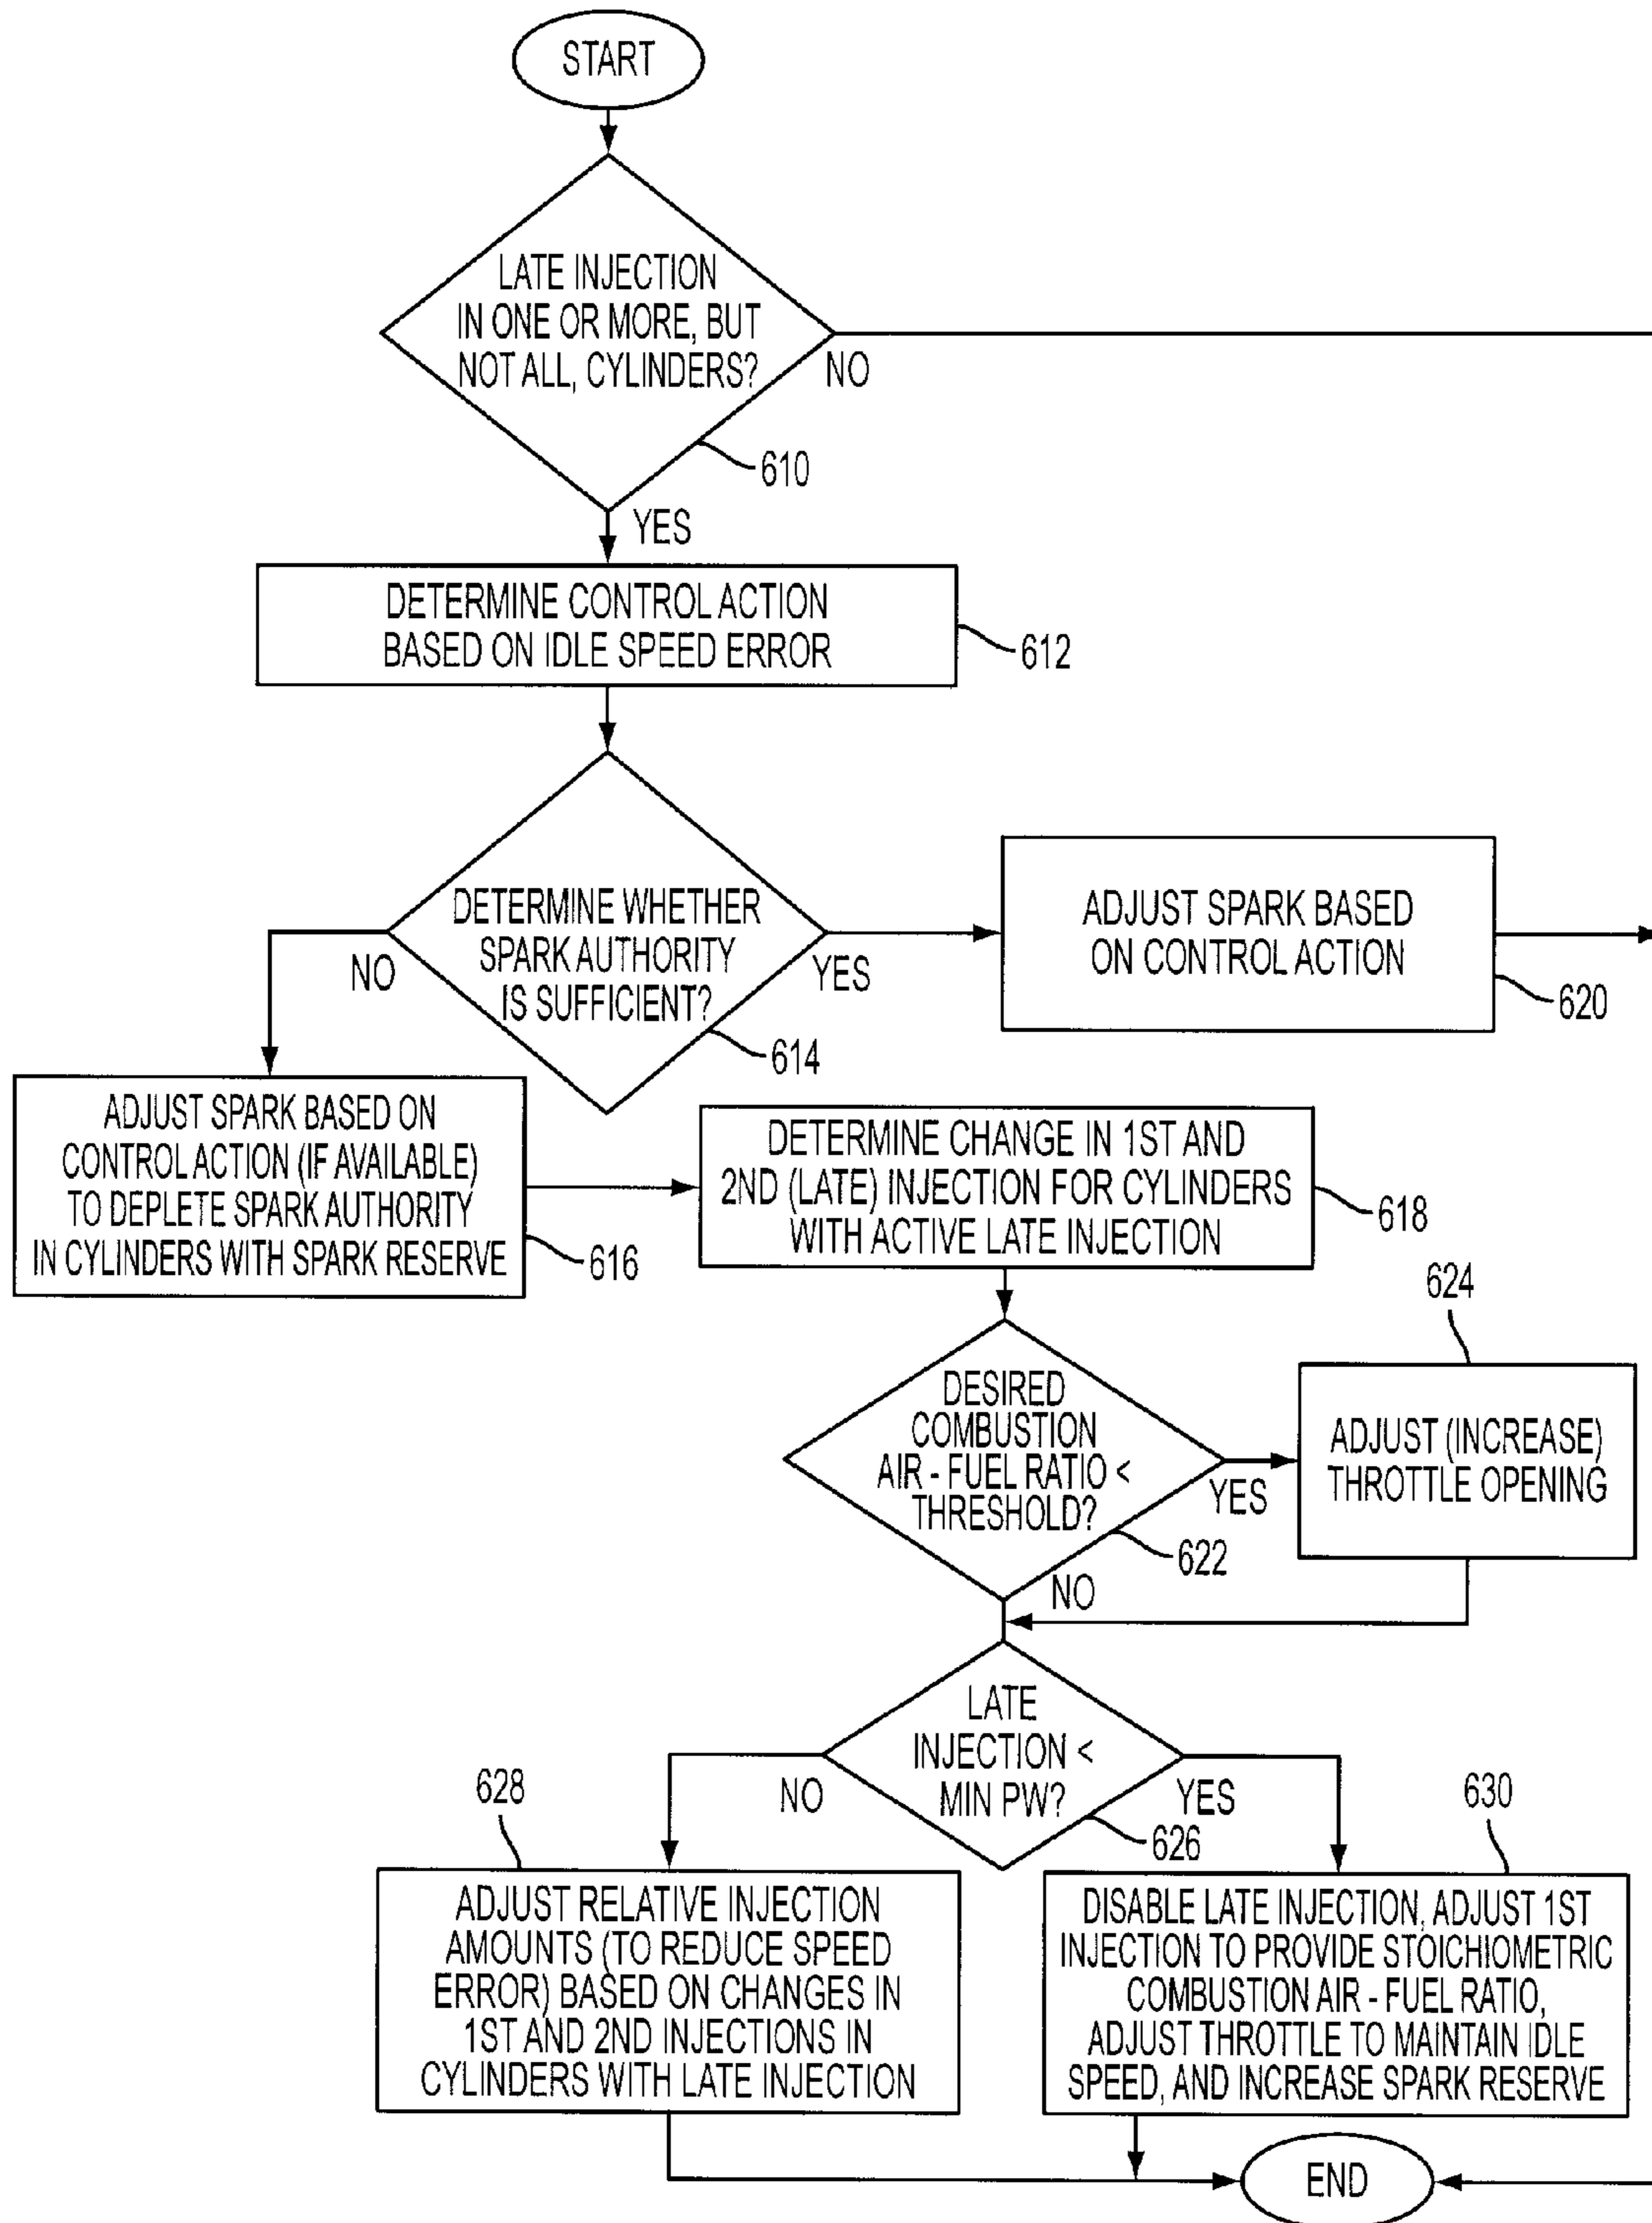 START
LATE INJECTION
IN ONE OR MORE, BUT
NOT ALL, CYLINDERS?
NO
610
YES
DETERMINE CONTROL ACTION
BASED ON IDLE SPEED ERROR
612
DETERMINE WHETHER
SPARK AUTHORITY
IS SUFFICIENT?
NO
YES
614
ADJUST SPARK BASED
ON CONTROL ACTION
620
ADJUST SPARK BASED ON
CONTROL ACTION (IF AVAILABLE)
TO DEPLETE SPARK AUTHORITY
IN CYLINDERS WITH SPARK RESERVE
616
DETERMINE CHANGE IN 1ST AND
2ND (LATE) INJECTION FOR CYLINDERS
WITH ACTIVE LATE INJECTION
618
DESIRED
COMBUSTION
AIR - FUEL RATIO <
THRESHOLD?
YES
622
NO
624
ADJUST (INCREASE)
THROTTLE OPENING
LATE
INJECTION <
MIN PW?
NO
YES
626
628
ADJUST RELATIVE INJECTION
AMOUNTS (TO REDUCE SPEED
ERROR) BASED ON CHANGES IN
1ST AND 2ND INJECTIONS IN
CYLINDERS WITH LATE INJECTION
630
DISABLE LATE INJECTION, ADJUST 1ST
INJECTION TO PROVIDE STOICHIOMETRIC
COMBUSTION AIR - FUEL RATIO,
ADJUST THROTTLE TO MAINTAIN IDLE
SPEED, AND INCREASE SPARK RESERVE
END